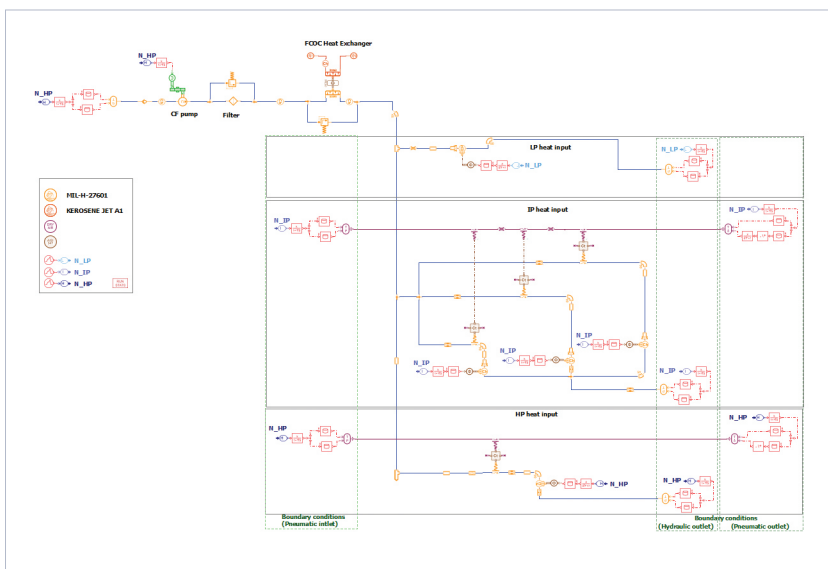 FCOC Heat Exchanger
N_HP
N_HP
CF pump
Filter
LP heat input
N_LP
N_LP
MIL-H-27601
KEROSENE JET A1
N_LP
N_IP
N_HP
IP heat input
N_IP
N_IP
N_IP
N_IP
N_IP
N_IP
HP heat input
N_HP
N_HP
N_HP
N_HP
Boundary conditions
(Pneumatic intlet)
Boundary conditions
(Hydraulic outlet)
(Pneumatic outlet)